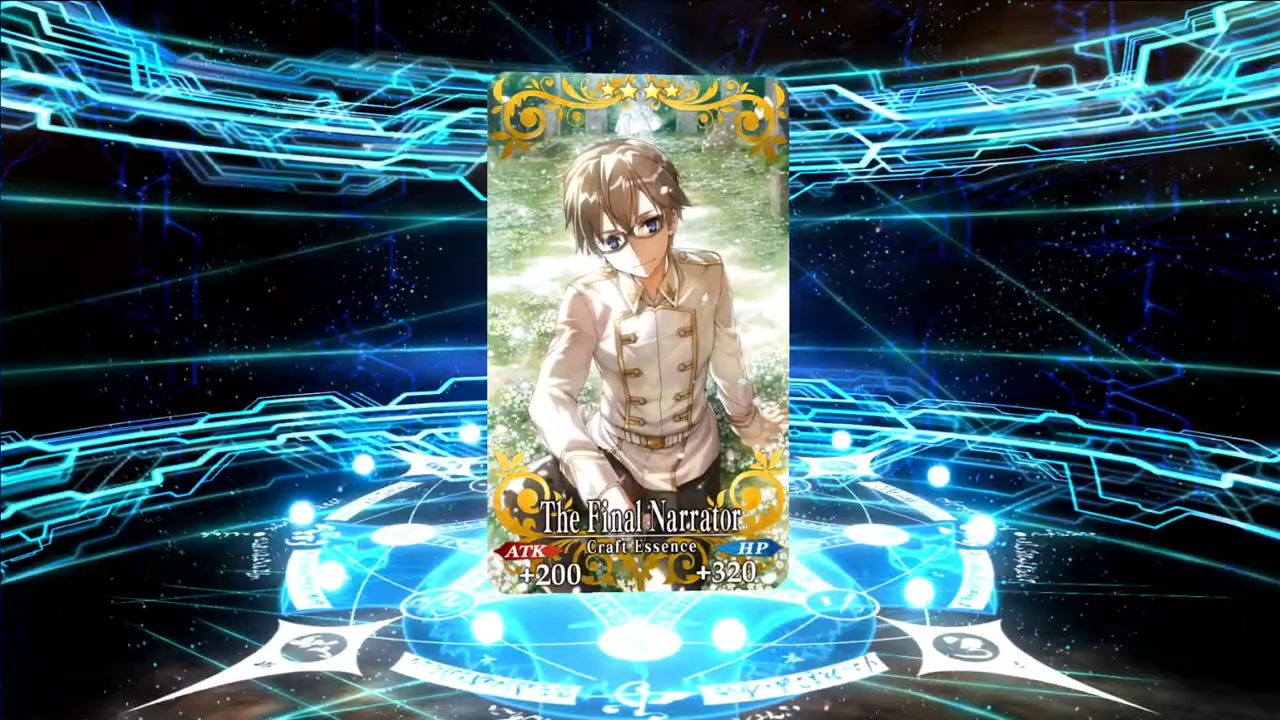 The Final Narrator
Craft Essence
ATK HP
+200 +320